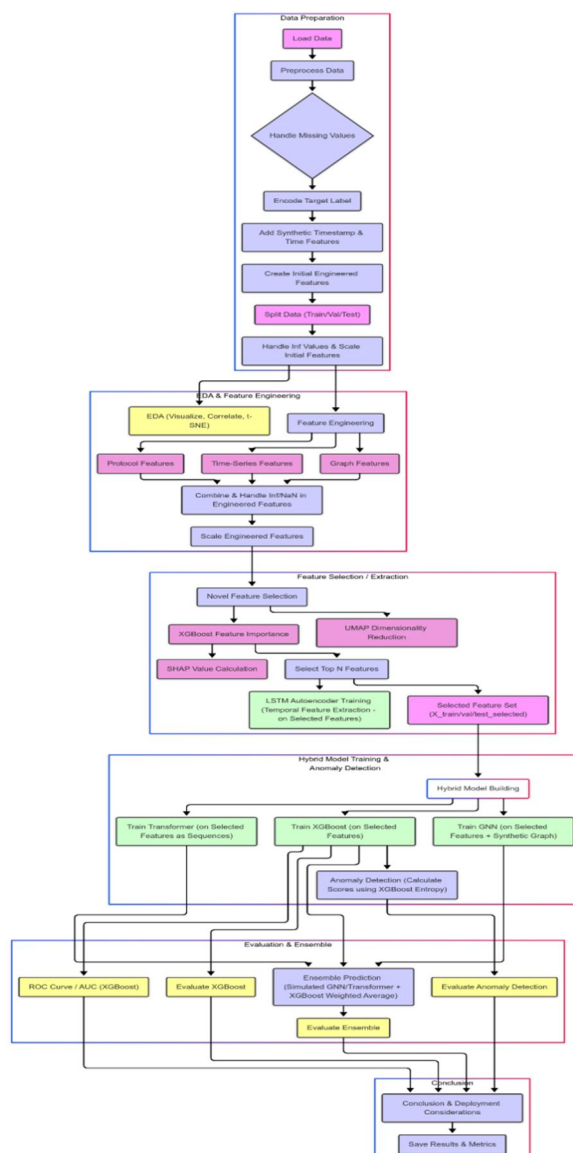 Data Preparation
Load Data
Preprocess Data
Handle Missing Values
Encode Target Label
Add Synthetic Timestamp &
Time Features
Create Initial Engineered
Features
Split Data (Train/Val/Test)
Handle Inf Values & Scale
Initial Features
EDA & Feature Engineering
EDA (Visualize, Correlate, t-
SNE)
Feature Engineering
Protocol Features
Time-Series Features
Graph Features
Combine & Handle Inf/NaN in
Engineered Features
Scale Engineered Features
Feature Selection / Extraction
Novel Feature Selection
XGBoost Feature Importance
UMAP Dimensionality
Reduction
SHAP Value Calculation
Select Top N Features
LSTM Autoencoder Training
(Temporal Feature Extraction -
on Selected Features)
Selected Feature Set
(X_train/val/test_selected)
Hybrid Model Training &
Anomaly Detection
Hybrid Model Building
Train Transformer (on Selected
Features as Sequences)
Train XGBoost (on Selected
Features)
Train GNN (on Selected
Features + Synthetic Graph)
Anomaly Detection (Calculate
Scores using XGBoost Entropy)
Evaluation & Ensemble
ROC Curve / AUC (XGBoost)
Evaluate XGBoost
Ensemble Prediction
(Simulated GNN/Transformer +
XGBoost Weighted Average)
Evaluate Anomaly Detection
Evaluate Ensemble
Conclusion
Conclusion & Deployment
Considerations
Save Results & Metrics